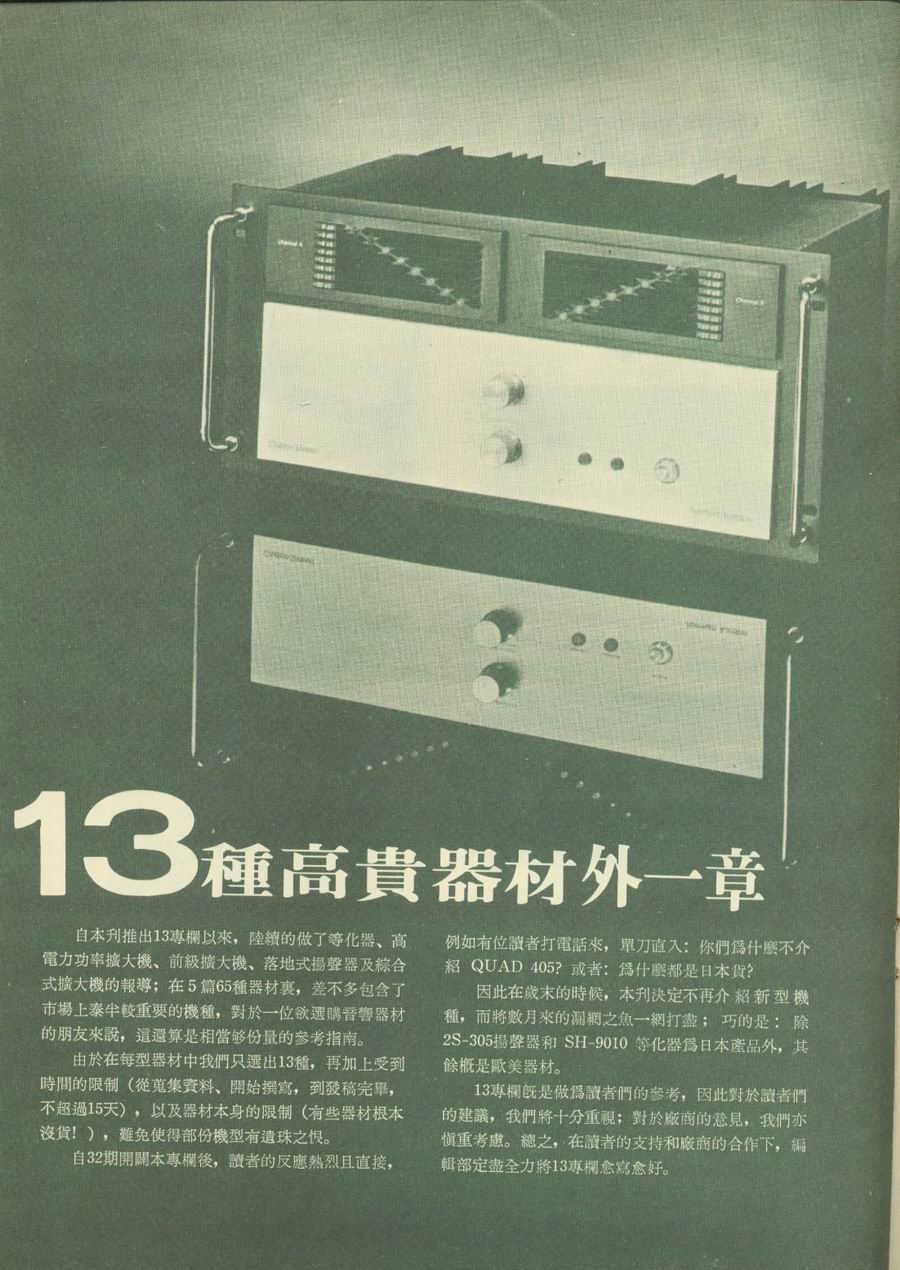 Channel A
Channel B
Citation Sixteen
harman/kardon
13種高貴器材外一章
自本刋推出13專欄以來，陸續的做了等化器、高
電力功率擴大機、前級擴大機、落地式揚聲器及綜合
式擴大機的報導；在5篇65種器材裏，差不多包含了
市場上泰半較重要的機種，對於一位欲選購音響器材
的朋友來説，這還算是相當够份量的參考指南。
由於在每型器材中我們只選出13種，再加上受到
時間的限制（從蒐集資料、開始撰寫，到發稿完畢，
不超過15天），以及器材本身的限制（有些器材根本
沒貨！），難免使得部份機型有遺珠之恨。
自32期開闢本專欄後，讀者的反應熱烈且直接，
例如有位讀者打電話來，單刀直入：你們爲什麽不介
紹 QUAD 405？或者：爲什麽都是日本貨？
因此在歲末的時候，本刋決定不再介紹新型機
種，而將數月來的漏網之魚一網打盡；巧的是：除
2S-305揚聲器和 SH-9010 等化器爲日本產品外，其
餘概是歐美器材。
13專欄旣是做爲讀者們的參考，因此對於讀者們
的建議，我們將十分重視；對於廠商的意見，我們亦
愼重考慮。總之，在讀者的支持和廠商的合作下，編
輯部定盡全力將13專欄愈寫愈好。